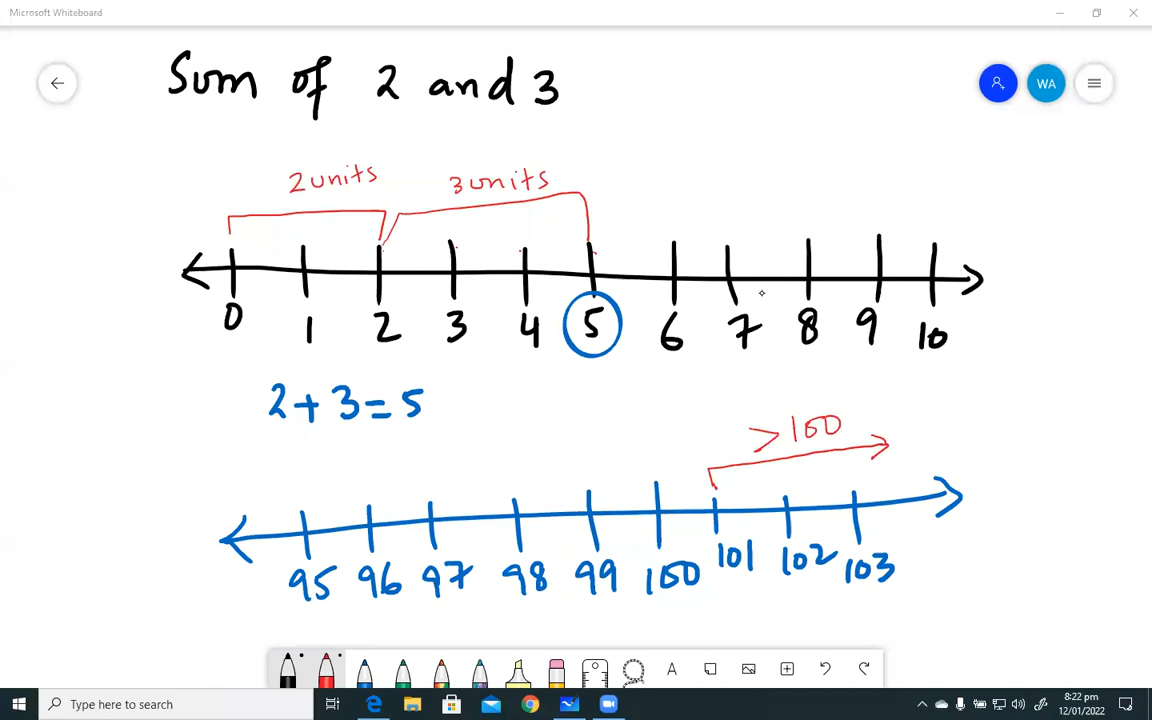 Microsoft Whiteboard
Sum of 2 and 3
WA
2 units 3 units
0 1 2 3 4 5 6 7 8 9 10
2 + 3 = 5
> 100
95 96 97 98 99 100 101 102 103
A
Type here to search
8:22 pm
12/01/2022